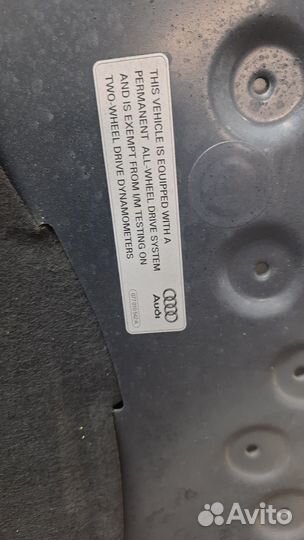 THIS VEHICLE IS EQUIPPED WITH A
PERMANENT ALL-WHEEL DRIVE SYSTEM
AND IS EXEMPT FROM I/M TESTING ON
TWO-WHEEL DRIVE DYNAMOMETERS
Audi
Avito